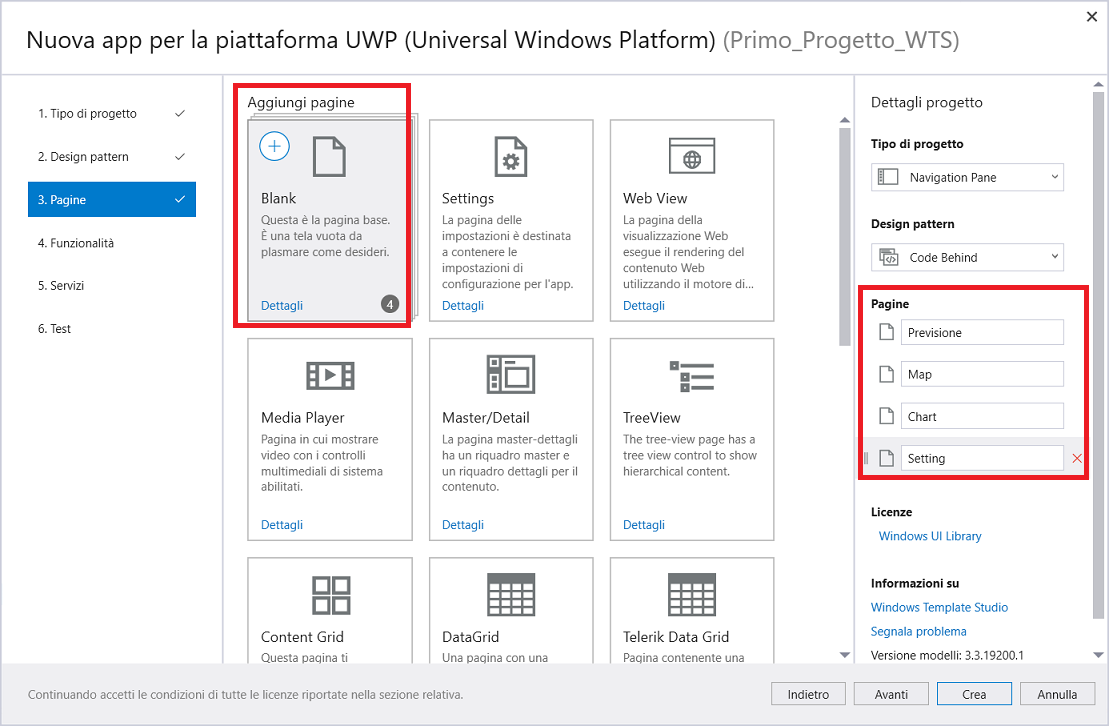 Nuova app per la piattaforma UWP (Universal Windows Platform) (Primo_Progetto_WTS)
1. Tipo di progetto
2. Design pattern
3. Pagine
4. Funzionalità
5. Servizi
6. Test
Aggiungi pagine
Blank
Questa è la pagina base.
È una tela vuota da
plasmare come desideri.
Dettagli
4
Settings
La pagina delle
impostazioni è destinata
a contenere le
impostazioni di
configurazione per l'app.
Dettagli
Web View
La pagina della
visualizzazione Web
esegue il rendering del
contenuto Web
utilizzando il motore di...
Dettagli
Media Player
Pagina in cui mostrare
video con i controlli
multimediali di sistema
abilitati.
Dettagli
Master/Detail
La pagina master-dettagli
ha un riquadro master e
un riquadro dettagli per il
contenuto.
Dettagli
TreeView
The tree-view page has a
tree view control to show
hierarchical content.
Dettagli
Content Grid
Questa pagina ti
DataGrid
Una pagina con una
Telerik Data Grid
Pagina contenente una
Dettagli progetto
Tipo di progetto
Navigation Pane
Design pattern
Code Behind
Pagine
Previsione
Map
Chart
Setting
Licenze
Windows UI Library
Informazioni su
Windows Template Studio
Segnala problema
Versione modelli: 3.3.19200.1
Continuando accetti le condizioni di tutte le licenze riportate nella sezione relativa.
Indietro
Avanti
Crea
Annulla